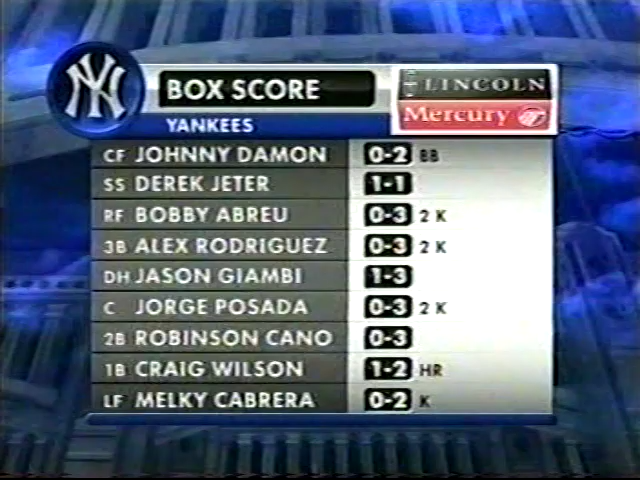 NY BOX SCORE LINCOLN
Mercury
YANKEES
CF JOHNNY DAMON 0-2 BB
SS DEREK JETER 1-1
RF BOBBY ABREU 0-3 2 K
3B ALEX RODRIGUEZ 0-3 2 K
DH JASON GIAMBI 1-3
C JORGE POSADA 0-3 2 K
2B ROBINSON CANO 0-3
1B CRAIG WILSON 1-2 HR
LF MELKY CABRERA 0-2 K